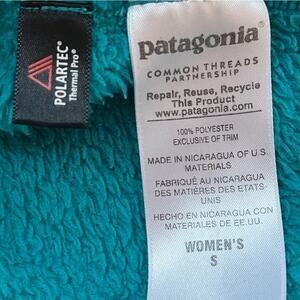 POLARTEC®
Thermal Pro®
patagonia®
COMMON THREADS
PARTNERSHIP
Repair, Reuse, Recycle
This Product
www.patagonia.com
100% POLYESTER
EXCLUSIVE OF TRIM
MADE IN NICARAGUA OF U.S.
MATERIALS
FABRIQUÉ AU NICARAGUA
DES MATIÈRES DES ETATS-
UNIS
HECHO EN NICARAGUA CON
MATERIALES DE EE.UU.
WOMEN'S
S